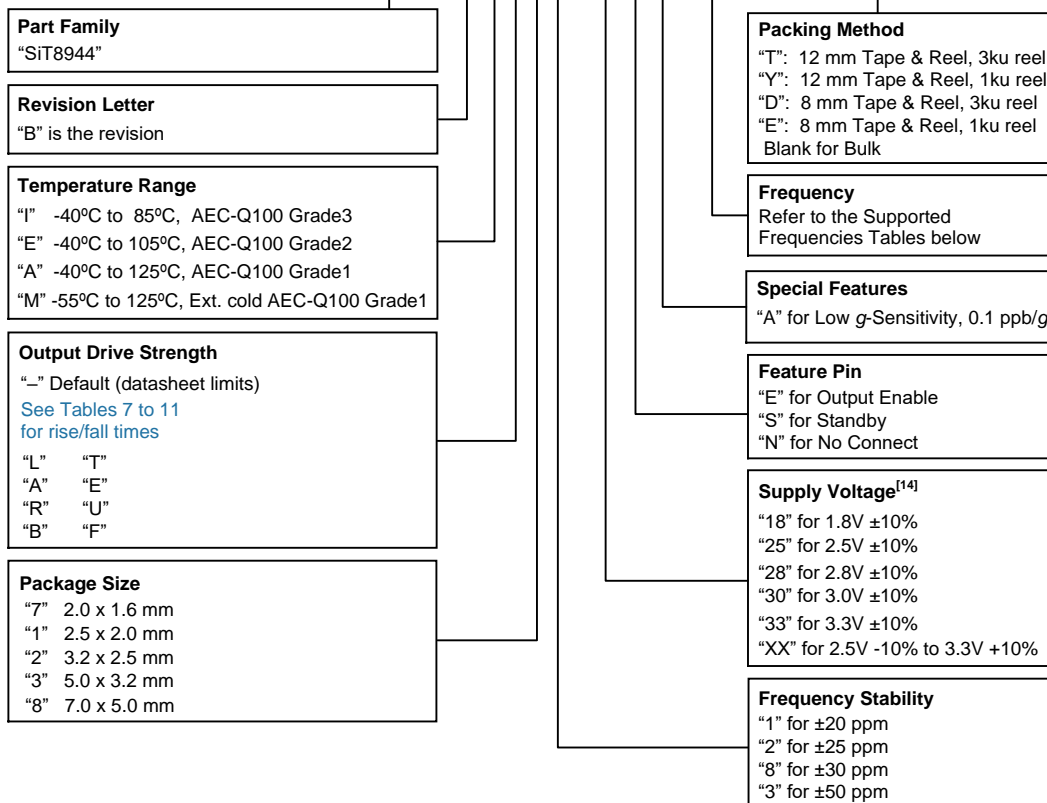 Part Family
“SiT8944”
Revision Letter
“B” is the revision
Temperature Range
“I” -40ºC to 85ºC, AEC-Q100 Grade3
“E” -40ºC to 105ºC, AEC-Q100 Grade2
“A” -40ºC to 125ºC, AEC-Q100 Grade1
“M” -55ºC to 125ºC, Ext. cold AEC-Q100 Grade1
Output Drive Strength
“–” Default (datasheet limits)
See Tables 7 to 11
for rise/fall times
“L” “T”
“A” “E”
“R” “U”
“B” “F”
Package Size
“7” 2.0 x 1.6 mm
“1” 2.5 x 2.0 mm
“2” 3.2 x 2.5 mm
“3” 5.0 x 3.2 mm
“8” 7.0 x 5.0 mm
Packing Method
“T”: 12 mm Tape & Reel, 3ku reel
“Y”: 12 mm Tape & Reel, 1ku reel
“D”: 8 mm Tape & Reel, 3ku reel
“E”: 8 mm Tape & Reel, 1ku reel
Blank for Bulk
Frequency
Refer to the Supported
Frequencies Tables below
Special Features
“A” for Low g-Sensitivity, 0.1 ppb/g
Feature Pin
“E” for Output Enable
“S” for Standby
“N” for No Connect
Supply Voltage[14]
“18” for 1.8V ±10%
“25” for 2.5V ±10%
“28” for 2.8V ±10%
“30” for 3.0V ±10%
“33” for 3.3V ±10%
“XX” for 2.5V -10% to 3.3V +10%
Frequency Stability
“1” for ±20 ppm
“2” for ±25 ppm
“8” for ±30 ppm
“3” for ±50 ppm